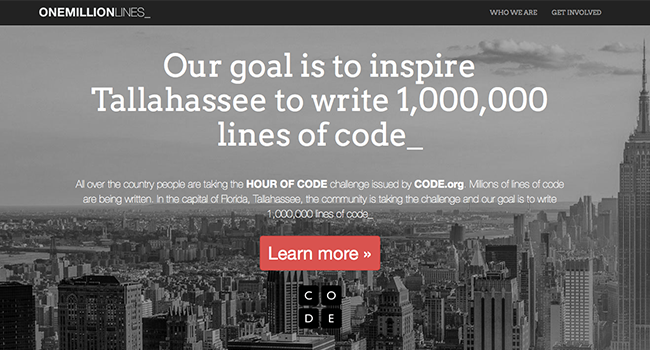 ONEMILLIONLINES_ WHO WE ARE GET INVOLVED
Our goal is to inspire
Tallahassee to write 1,000,000
lines of code_
All over the country people are taking the HOUR OF CODE challenge issued by CODE.org. Milions of lines of code
are being written. In the capital of Florida, Tallahassee, the community is taking the challenge and our goal is to write
1,000,000 lines of code_
Learn more »
C O
D E